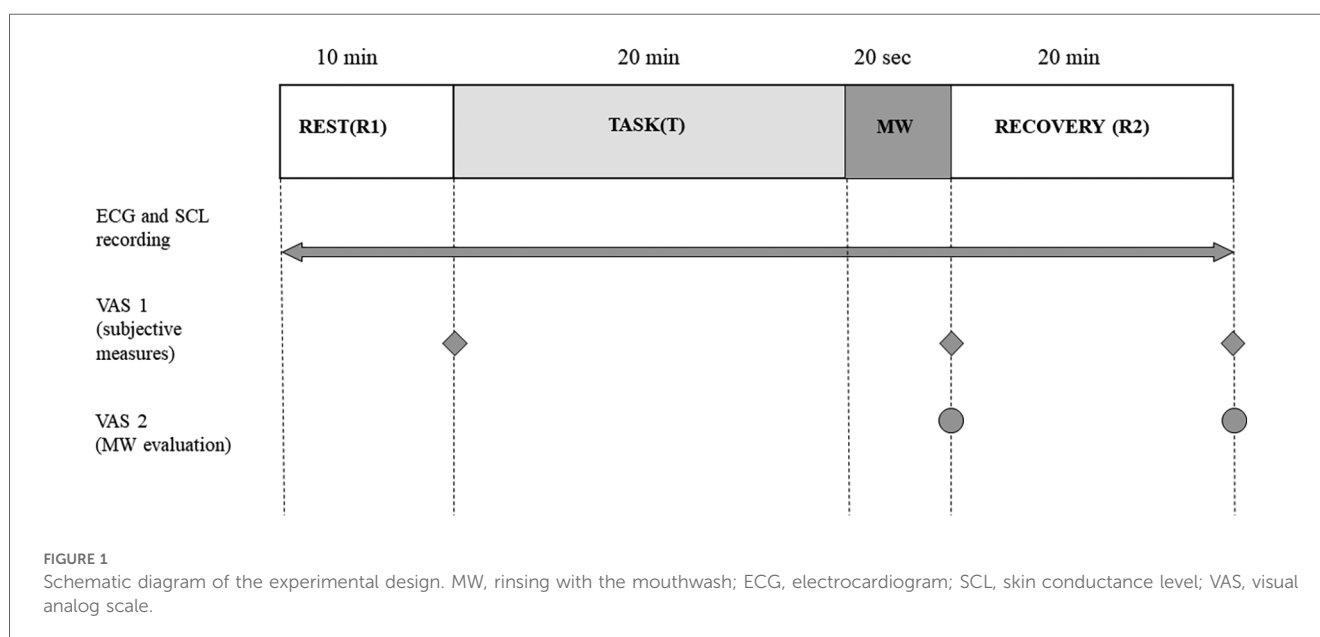 10 min 20 min 20 sec 20 min
REST(R1) TASK(T) MW RECOVERY (R2)
ECG and SCL
recording
VAS 1
(subjective
measures)
VAS 2
(MW evaluation)
FIGURE 1
Schematic diagram of the experimental design. MW, rinsing with the mouthwash; ECG, electrocardiogram; SCL, skin conductance level; VAS, visual
analog scale.